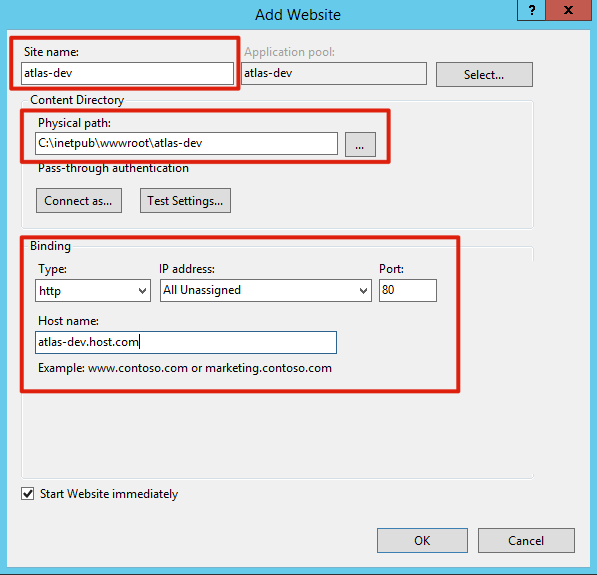 Add Website
?
x
Site name:
Application pool:
atlas-dev
atlas-dev
Select...
Content Directory
Physical path:
C:\inetpub\wwwroot\atlas-dev
...
Pass-through authentication
Connect as...
Test Settings...
Binding
Type:
IP address:
Port:
http
All Unassigned
80
Host name:
atlas-dev.host.com
Example: www.contoso.com or marketing.contoso.com
Start Website immediately
OK
Cancel